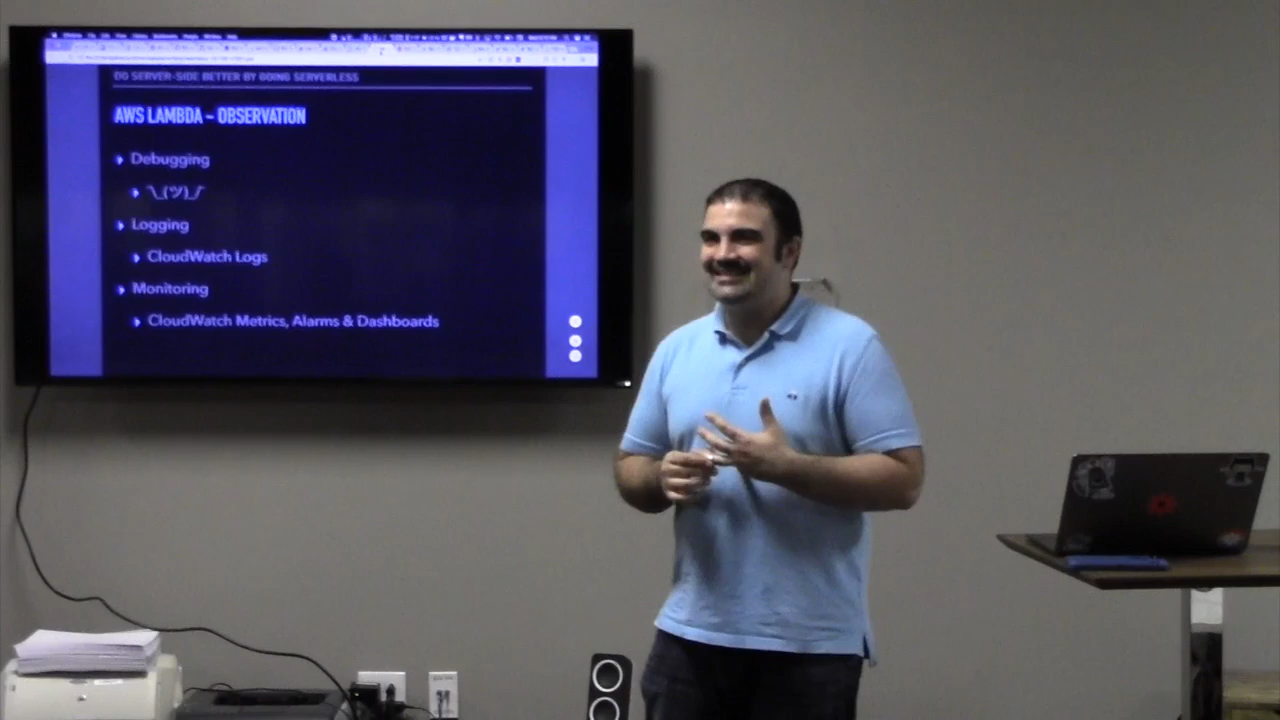 DO SERVER-SIDE BETTER BY GOING SERVERLESS
AWS LAMBDA – OBSERVATION
Debugging
¯\_(ツ)_/¯
Logging
CloudWatch Logs
Monitoring
CloudWatch Metrics, Alarms & Dashboards